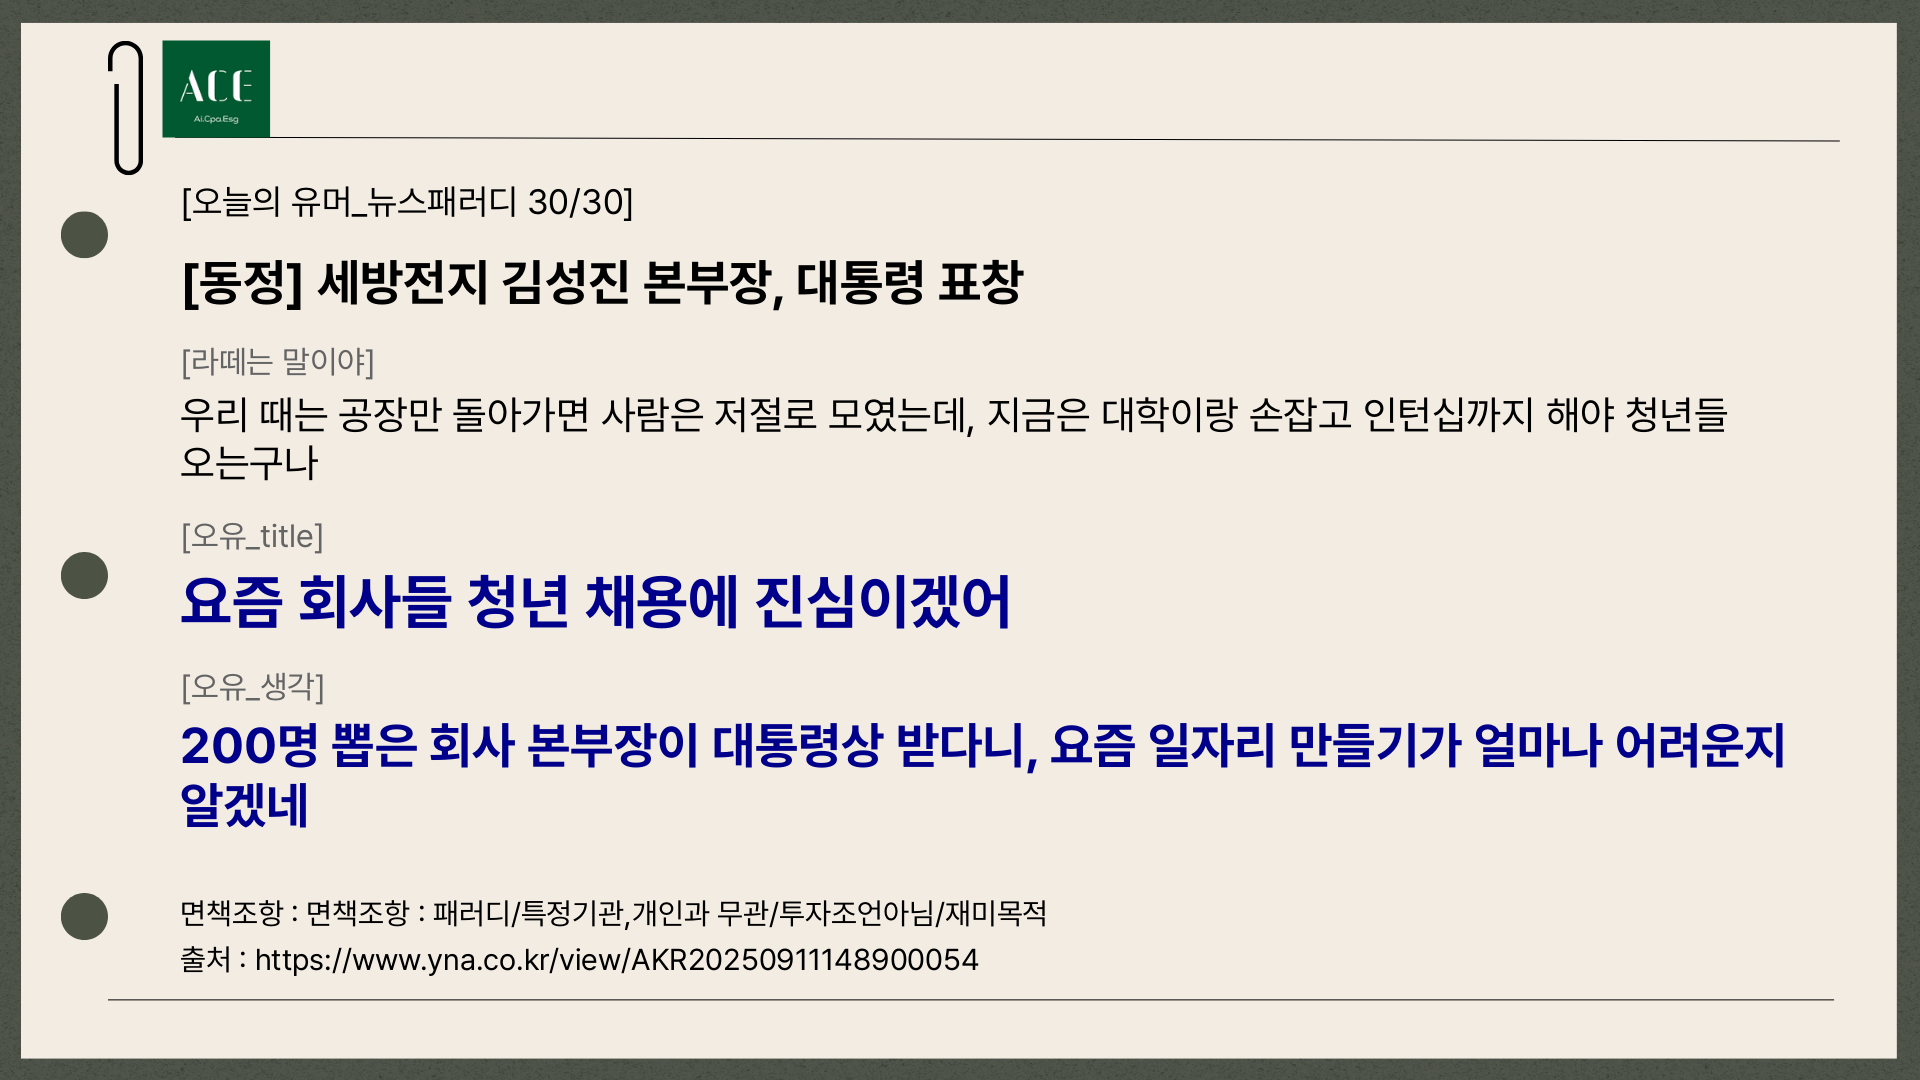 ACE
Ai.Cpa.Esg
[오늘의 유머_뉴스패러디 30/30]
[동정] 세방전지 김성진 본부장, 대통령 표창
[라떼는 말이야]
우리 때는 공장만 돌아가면 사람은 저절로 모였는데, 지금은 대학이랑 손잡고 인턴십까지 해야 청년들
오는구나
[오유_title]
요즘 회사들 청년 채용에 진심이겠어
[오유_생각]
200명 뽑은 회사 본부장이 대통령상 받다니, 요즘 일자리 만들기가 얼마나 어려운지
알겠네
면책조항 : 면책조항 : 패러디/특정기관,개인과 무관/투자조언아님/재미목적
출처 : https://www.yna.co.kr/view/AKR20250911148900054